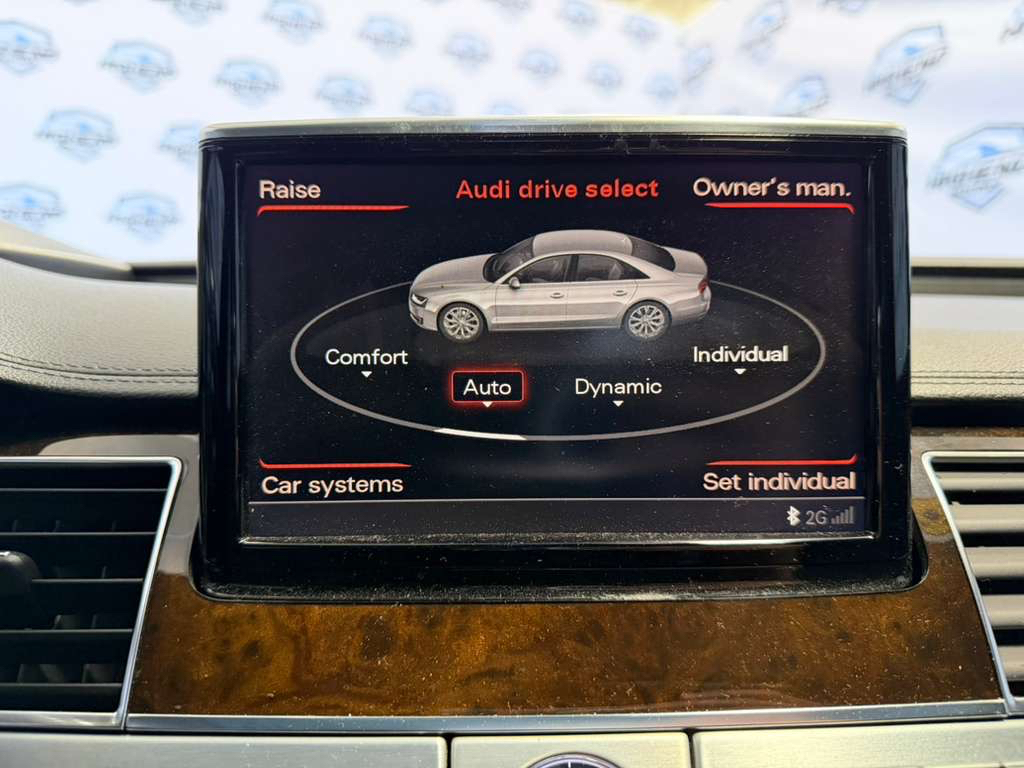 Raise
Audi drive select
Owner's man.
Comfort
Individual
Auto
Dynamic
Car systems
Set individual
2G